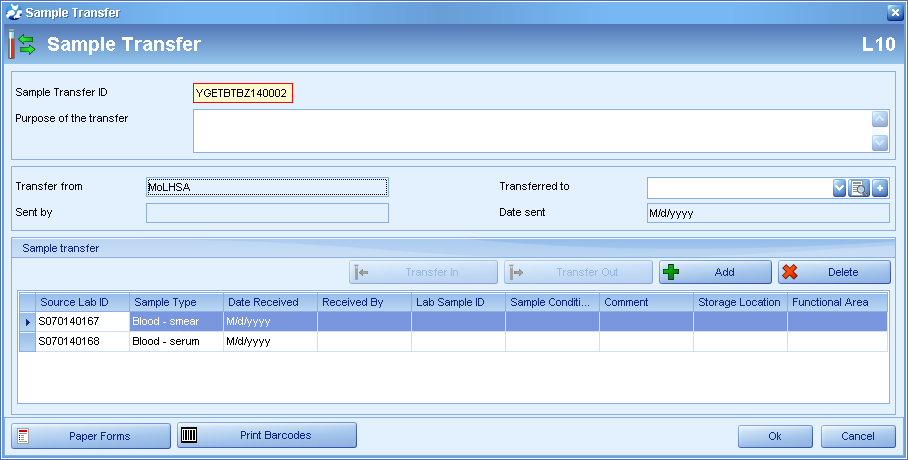 Sample Transfer
Sample Transfer L10
Sample Transfer ID YGETBTBZ140002
Purpose of the transfer
Transfer from MoLHSA Transferred to
Sent by Date sent M/d/yyyy
Sample transfer
Transfer In Transfer Out Add Delete
Source Lab ID Sample Type Date Received Received By Lab Sample ID Sample Conditi... Comment Storage Location Functional Area
S070140167 Blood - smear M/d/yyyy
S070140168 Blood - serum M/d/yyyy
Paper Forms Print Barcodes Ok Cancel